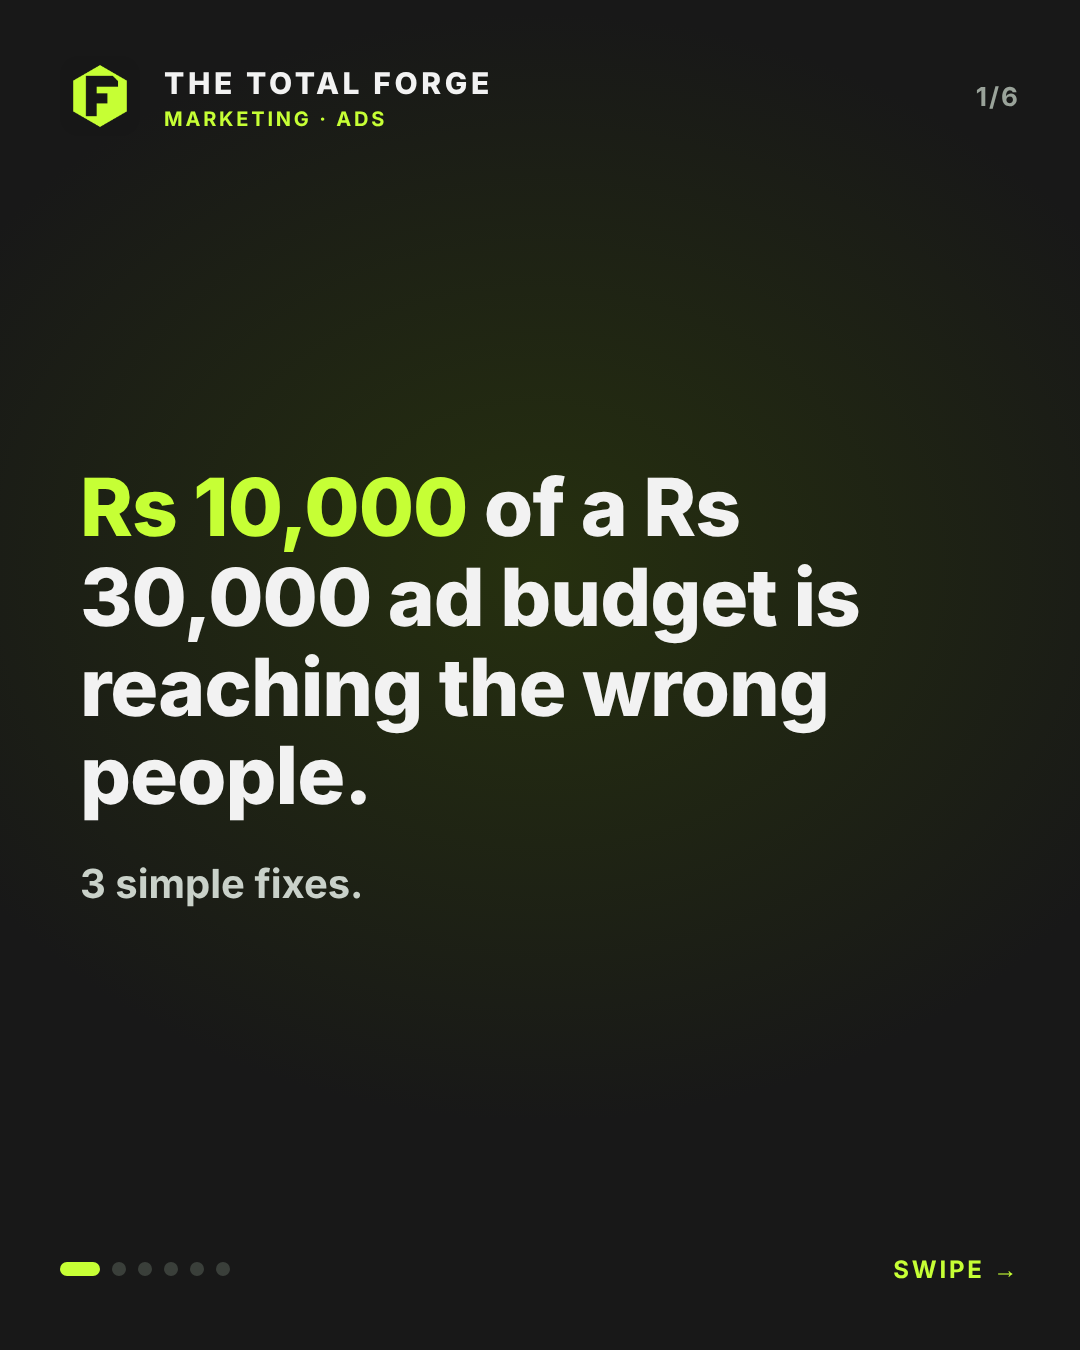 THE TOTAL FORGE
MARKETING · ADS
1/6
Rs 10,000 of a Rs
30,000 ad budget is
reaching the wrong
people.
3 simple fixes.
SWIPE →